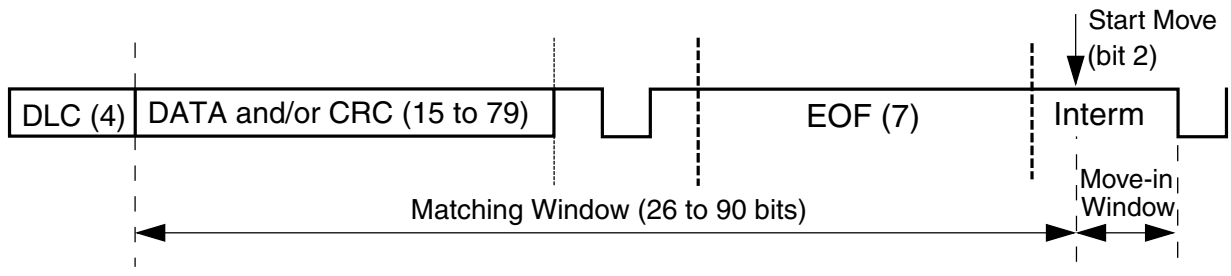 Start Move
(bit 2)
DLC (4)
DATA and/or CRC (15 to 79)
EOF (7)
Interm
Matching Window (26 to 90 bits)
Move-in
Window